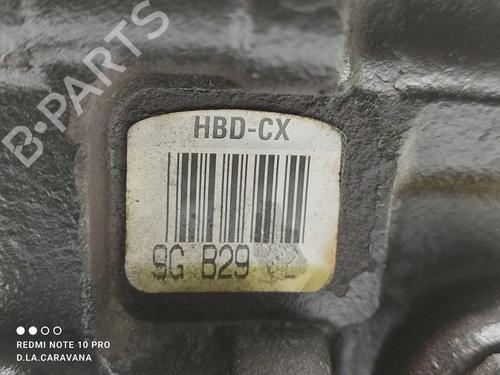 B-PARTS
HBD-CX
9G B29
REDMI NOTE 10 PRO
D.LA.CARAVANA